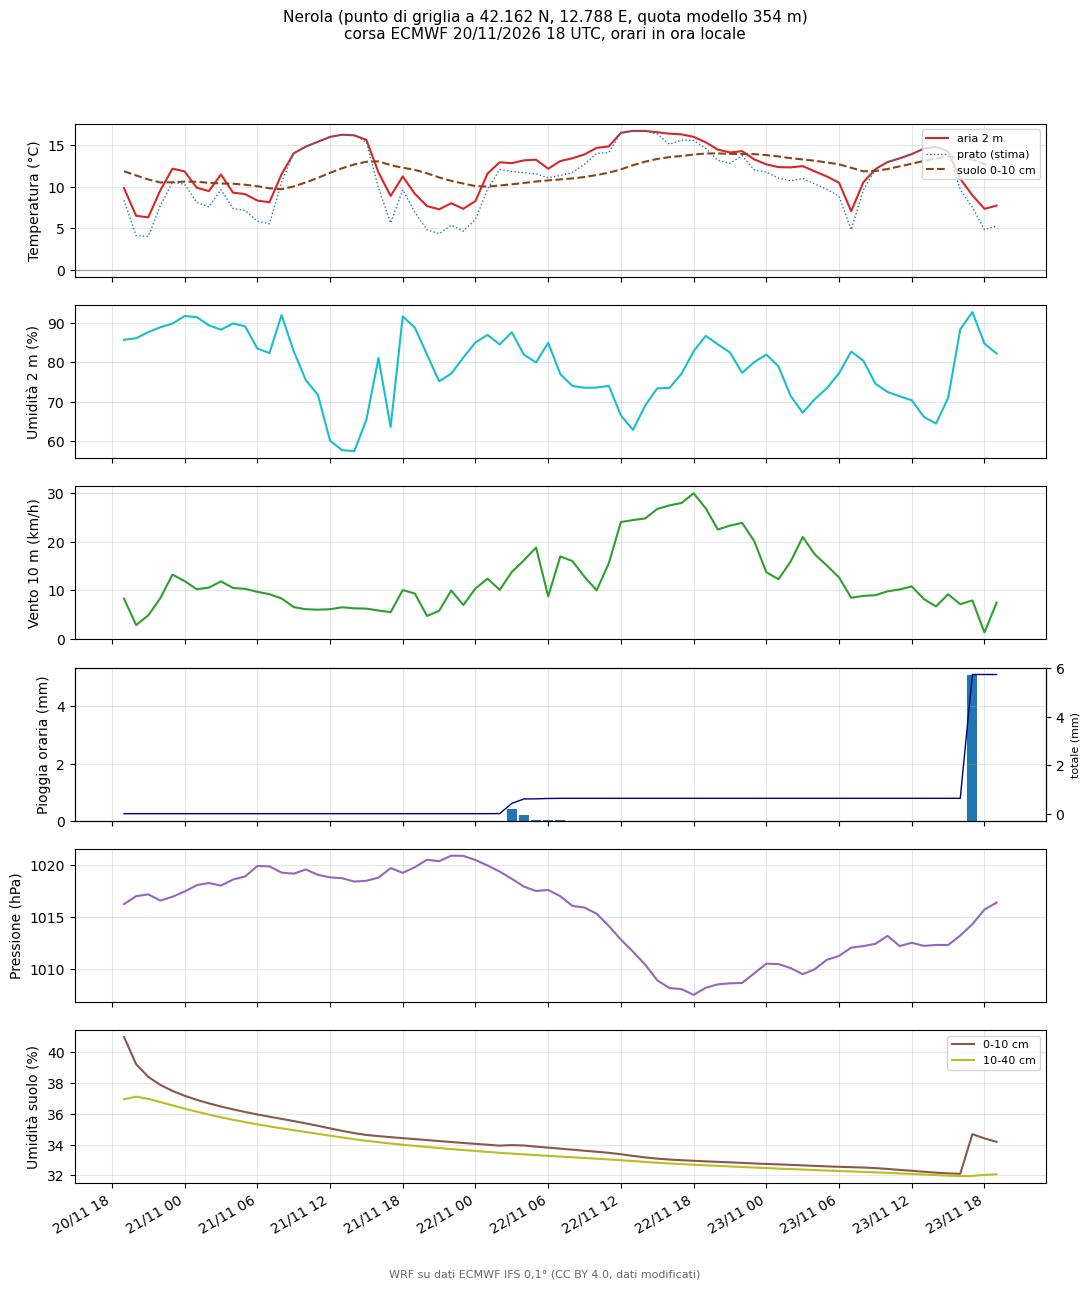 Nerola (punto di griglia a 42.162 N, 12.788 E, quota modello 354 m)
corsa ECMWF 20/11/2026 18 UTC, orari in ora locale
Temperatura (°C)
15
10
5
0
aria 2 m
prato (stima)
suolo 0-10 cm
Umidità 2 m (%)
90
80
70
60
Vento 10 m (km/h)
30
20
10
0
Pioggia oraria (mm)
4
2
0
6
4
2
0
totale (mm)
Pressione (hPa)
1020
1015
1010
Umidità suolo (%)
40
38
36
34
32
0-10 cm
10-40 cm
20/11 18
21/11 00
21/11 06
21/11 12
21/11 18
22/11 00
22/11 06
22/11 12
22/11 18
23/11 00
23/11 06
23/11 12
23/11 18
WRF su dati ECMWF IFS 0,1° (CC BY 4.0, dati modificati)